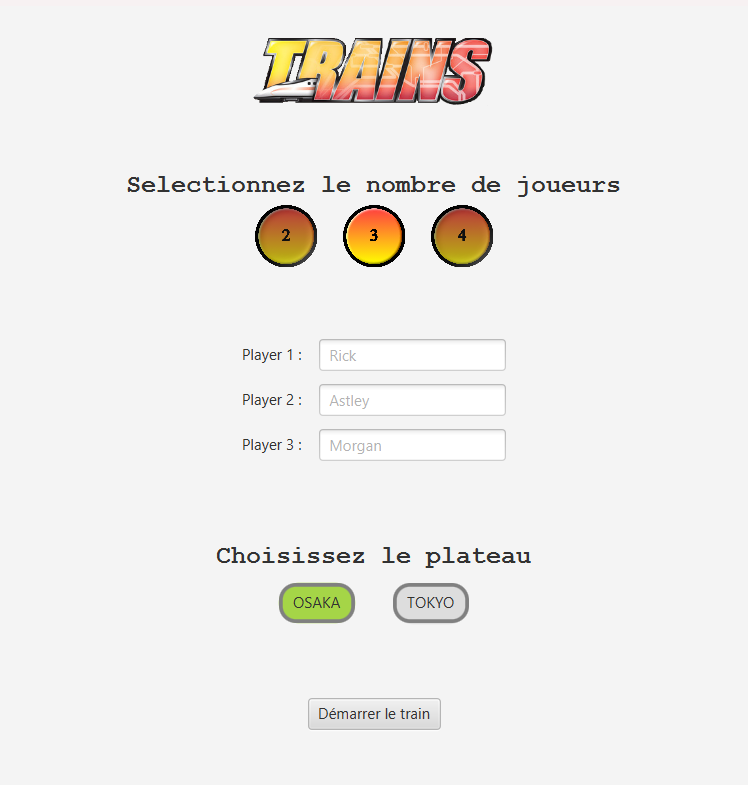 TRAINS
Selectionnez le nombre de joueurs
2 3 4
Player 1 : Rick
Player 2 : Astley
Player 3 : Morgan
Choisissez le plateau
OSAKA TOKYO
Démarrer le train